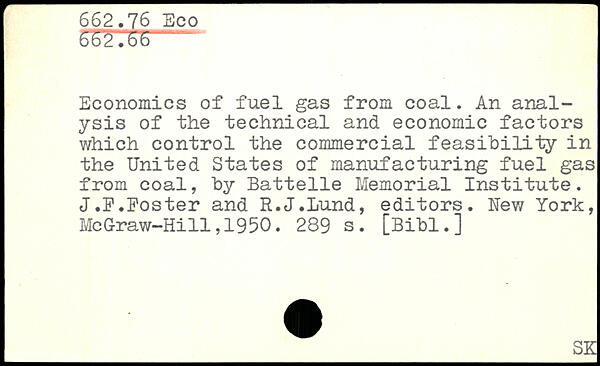 662.76 Eco
662.66
Economics of fuel gas from coal. An anal-
ysis of the technical and economic factors
which control the commercial feasibility in
the United States of manufacturing fuel gas
from coal, by Battelle Memorial Institute.
J.F.Foster and R.J.Lund, editors. New York,
McGraw-Hill,1950. 289 s. [Bibl.]
SK